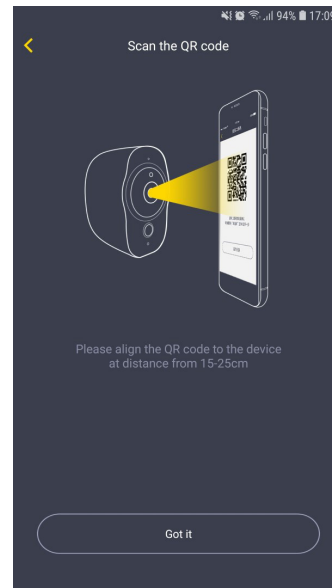 94% 17:09
Scan the QR code
Please align the QR code to the device
at distance from 15-25cm
Got it